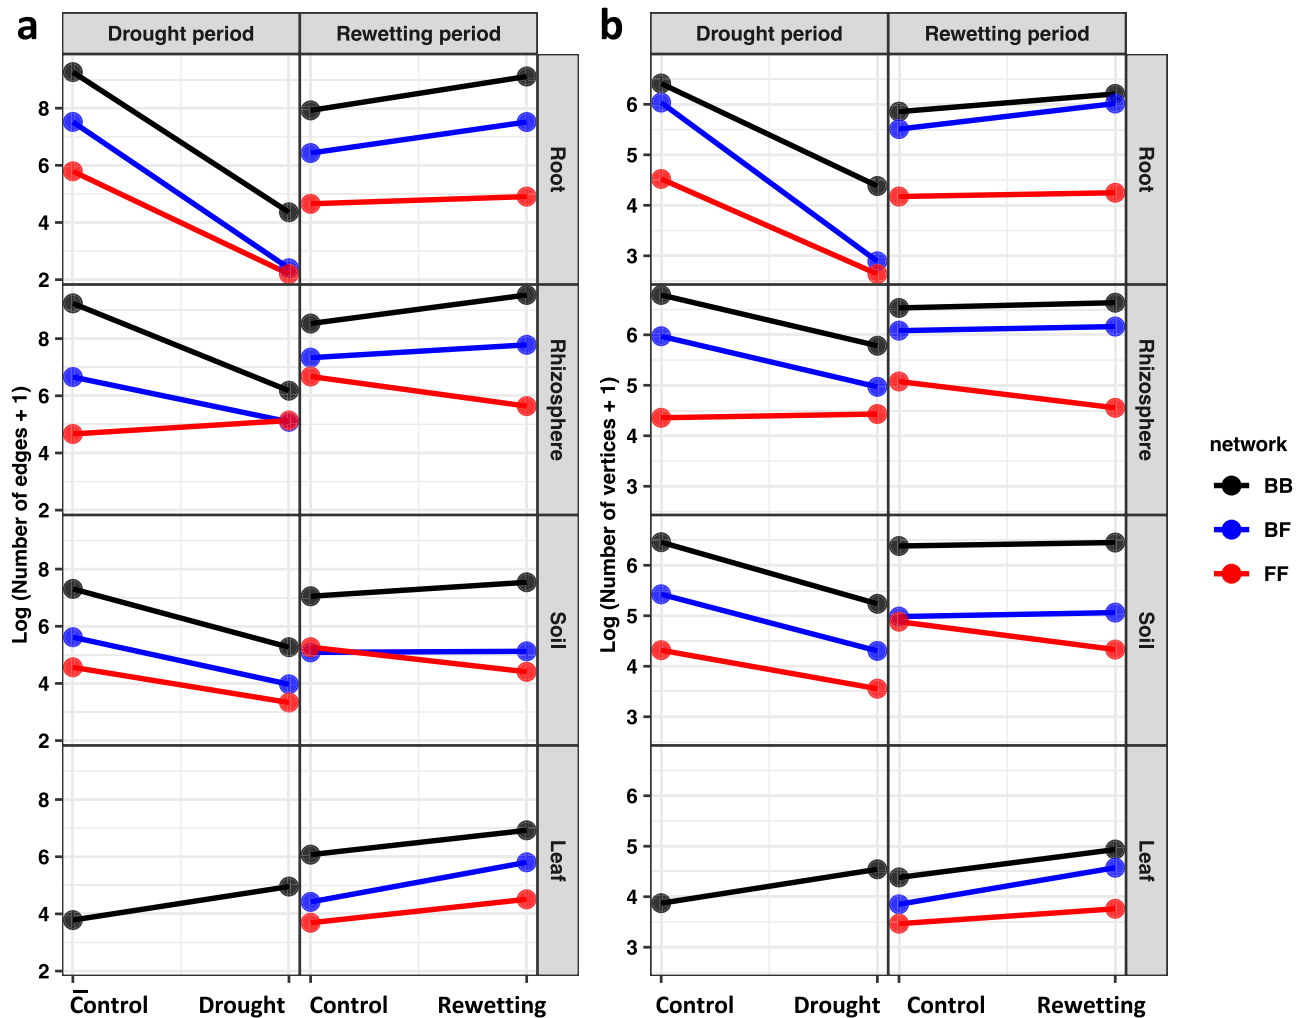 a
Drought period
Rewetting period
8
6
4
2
Root
8
6
4
2
Rhizosphere
8
6
4
2
Soil
8
6
4
2
Leaf
Log (Number of edges + 1)
Control
Drought
Control
Rewetting
b
Drought period
Rewetting period
6
5
4
3
Root
6
5
4
3
Rhizosphere
6
5
4
3
Soil
6
5
4
3
Leaf
Log (Number of vertices + 1)
Control
Drought
Control
Rewetting
network
BB
BF
FF